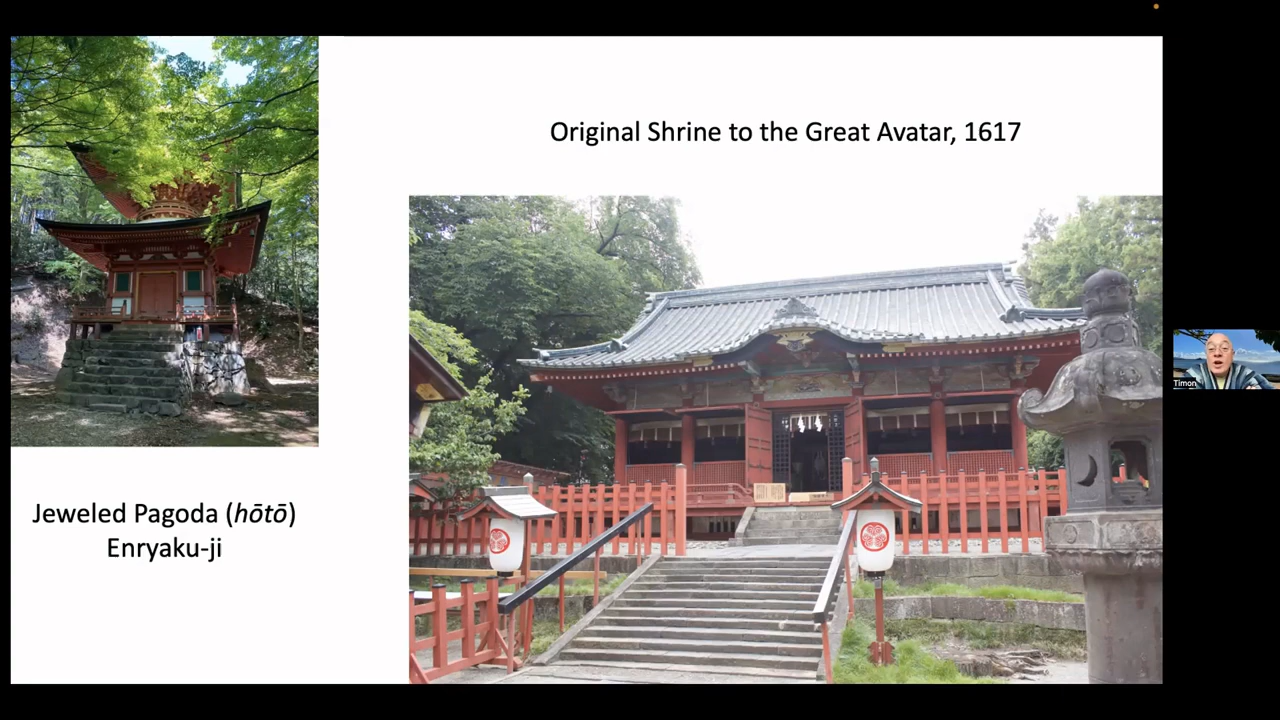 Original Shrine to the Great Avatar, 1617
Jeweled Pagoda (hōtō)
Enryaku-ji
Timon